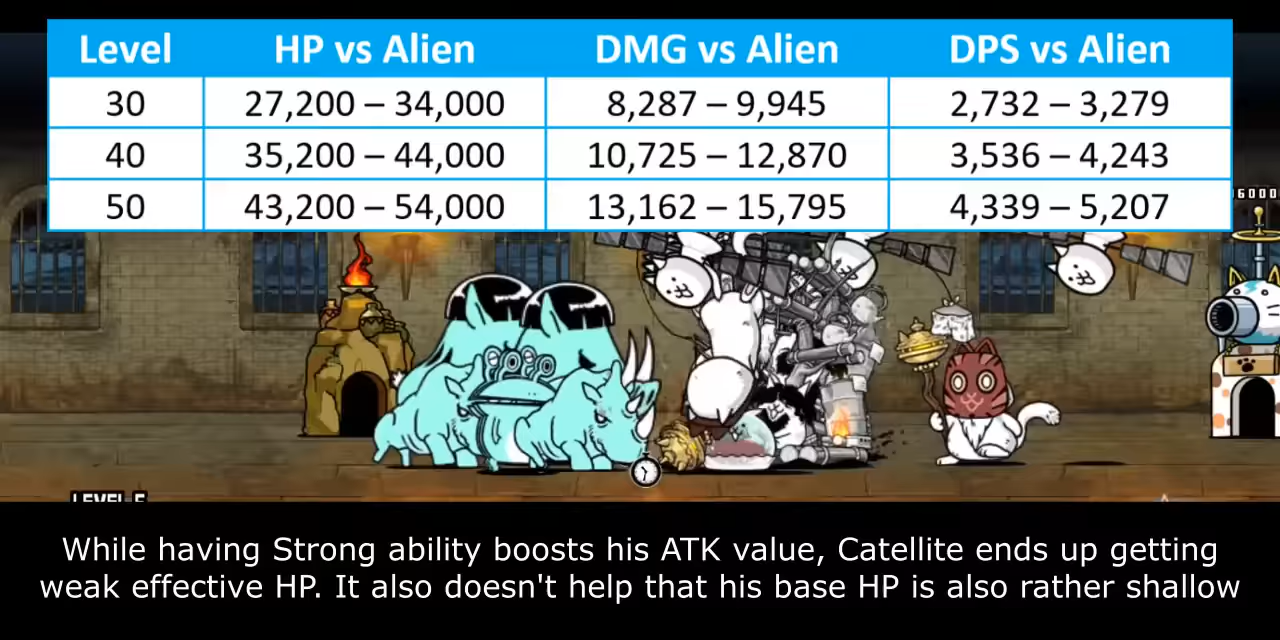 Level HP vs Alien DMG vs Alien DPS vs Alien
30 27,200 – 34,000 8,287 – 9,945 2,732 – 3,279
40 35,200 – 44,000 10,725 – 12,870 3,536 – 4,243
50 43,200 – 54,000 13,162 – 15,795 4,339 – 5,207
LEVEL
While having Strong ability boosts his ATK value, Catellite ends up getting
weak effective HP. It also doesn't help that his base HP is also rather shallow